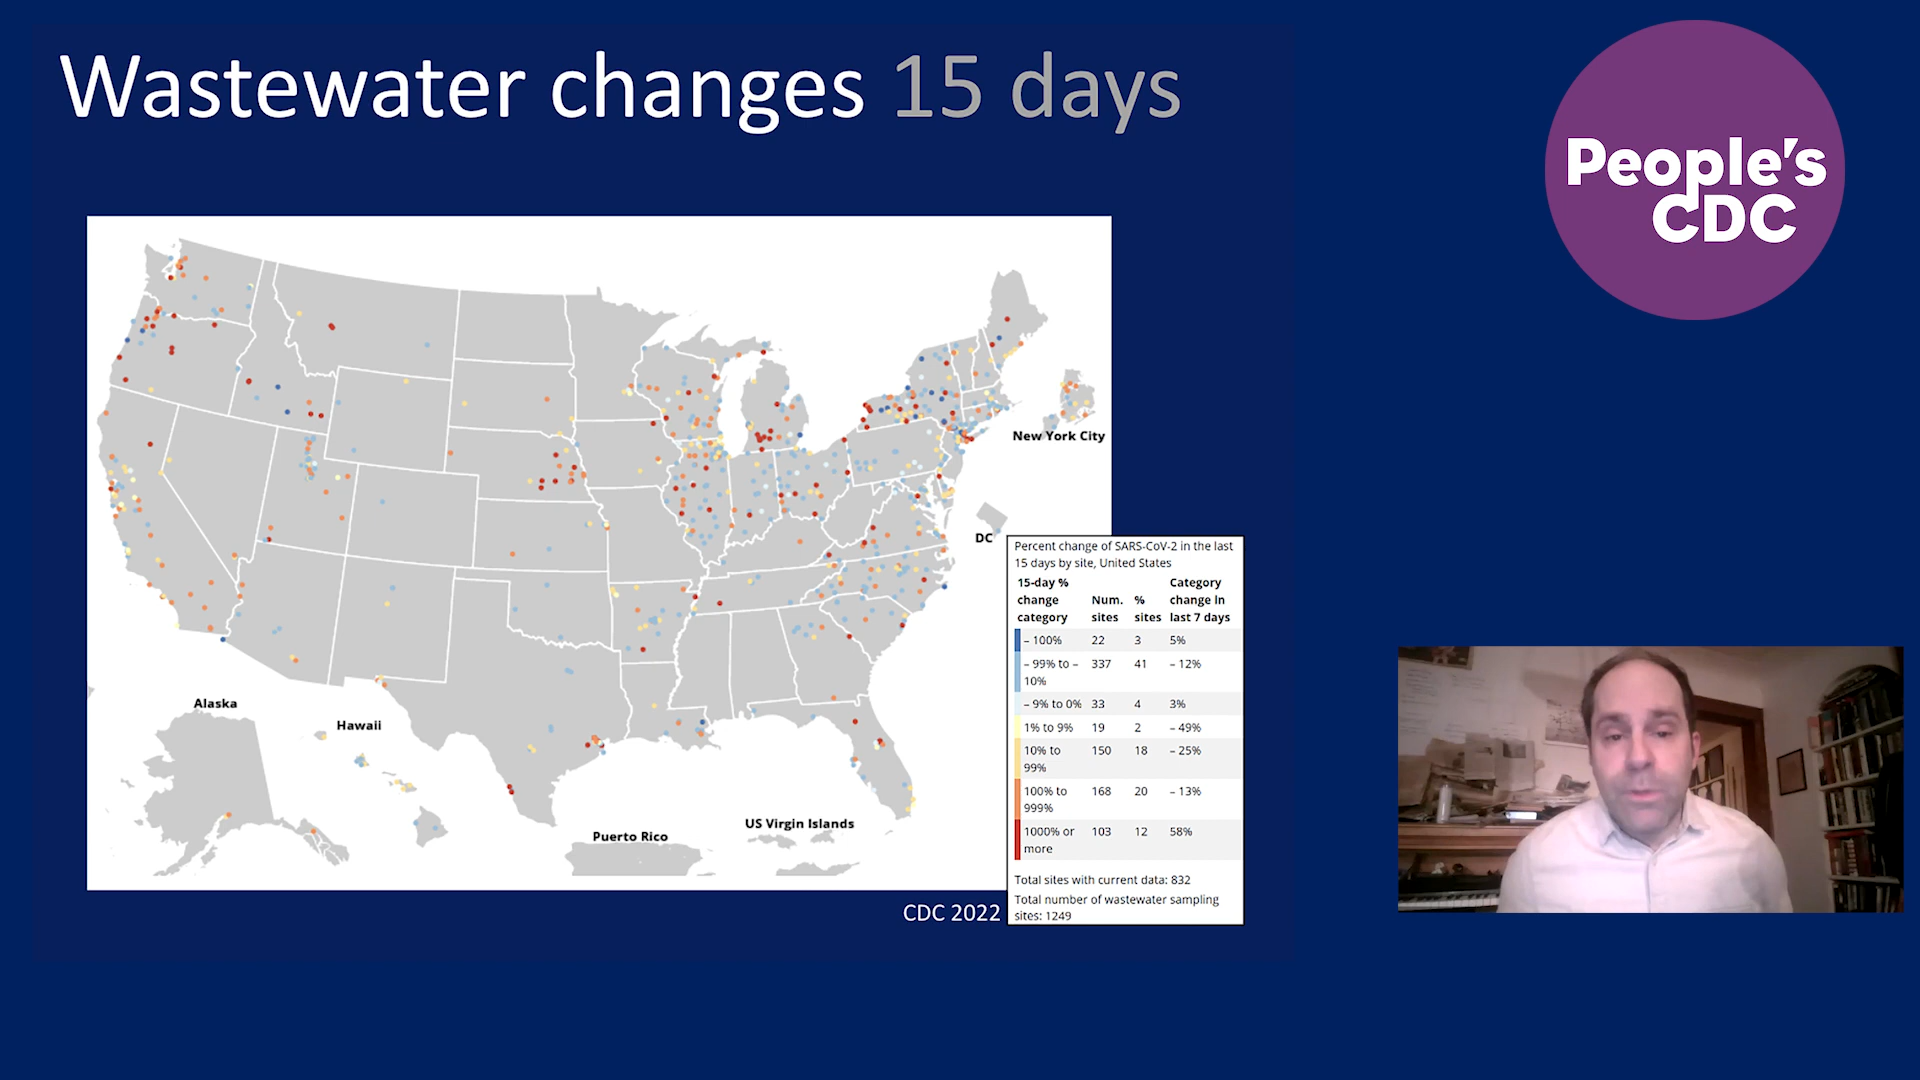 Wastewater changes 15 days
People's
CDC
New York City
DC
Alaska
Hawaii
Puerto Rico
US Virgin Islands
Percent change of SARS-CoV-2 in the last
15 days by site, United States
15-day % change category Num. sites % sites Category change in last 7 days
– 100% 22 3 5%
– 99% to – 10% 337 41 – 12%
– 9% to 0% 33 4 3%
1% to 9% 19 2 – 49%
10% to 99% 150 18 – 25%
100% to 999% 168 20 – 13%
1000% or more 103 12 58%
Total sites with current data: 832
Total number of wastewater sampling
sites: 1249
CDC 2022